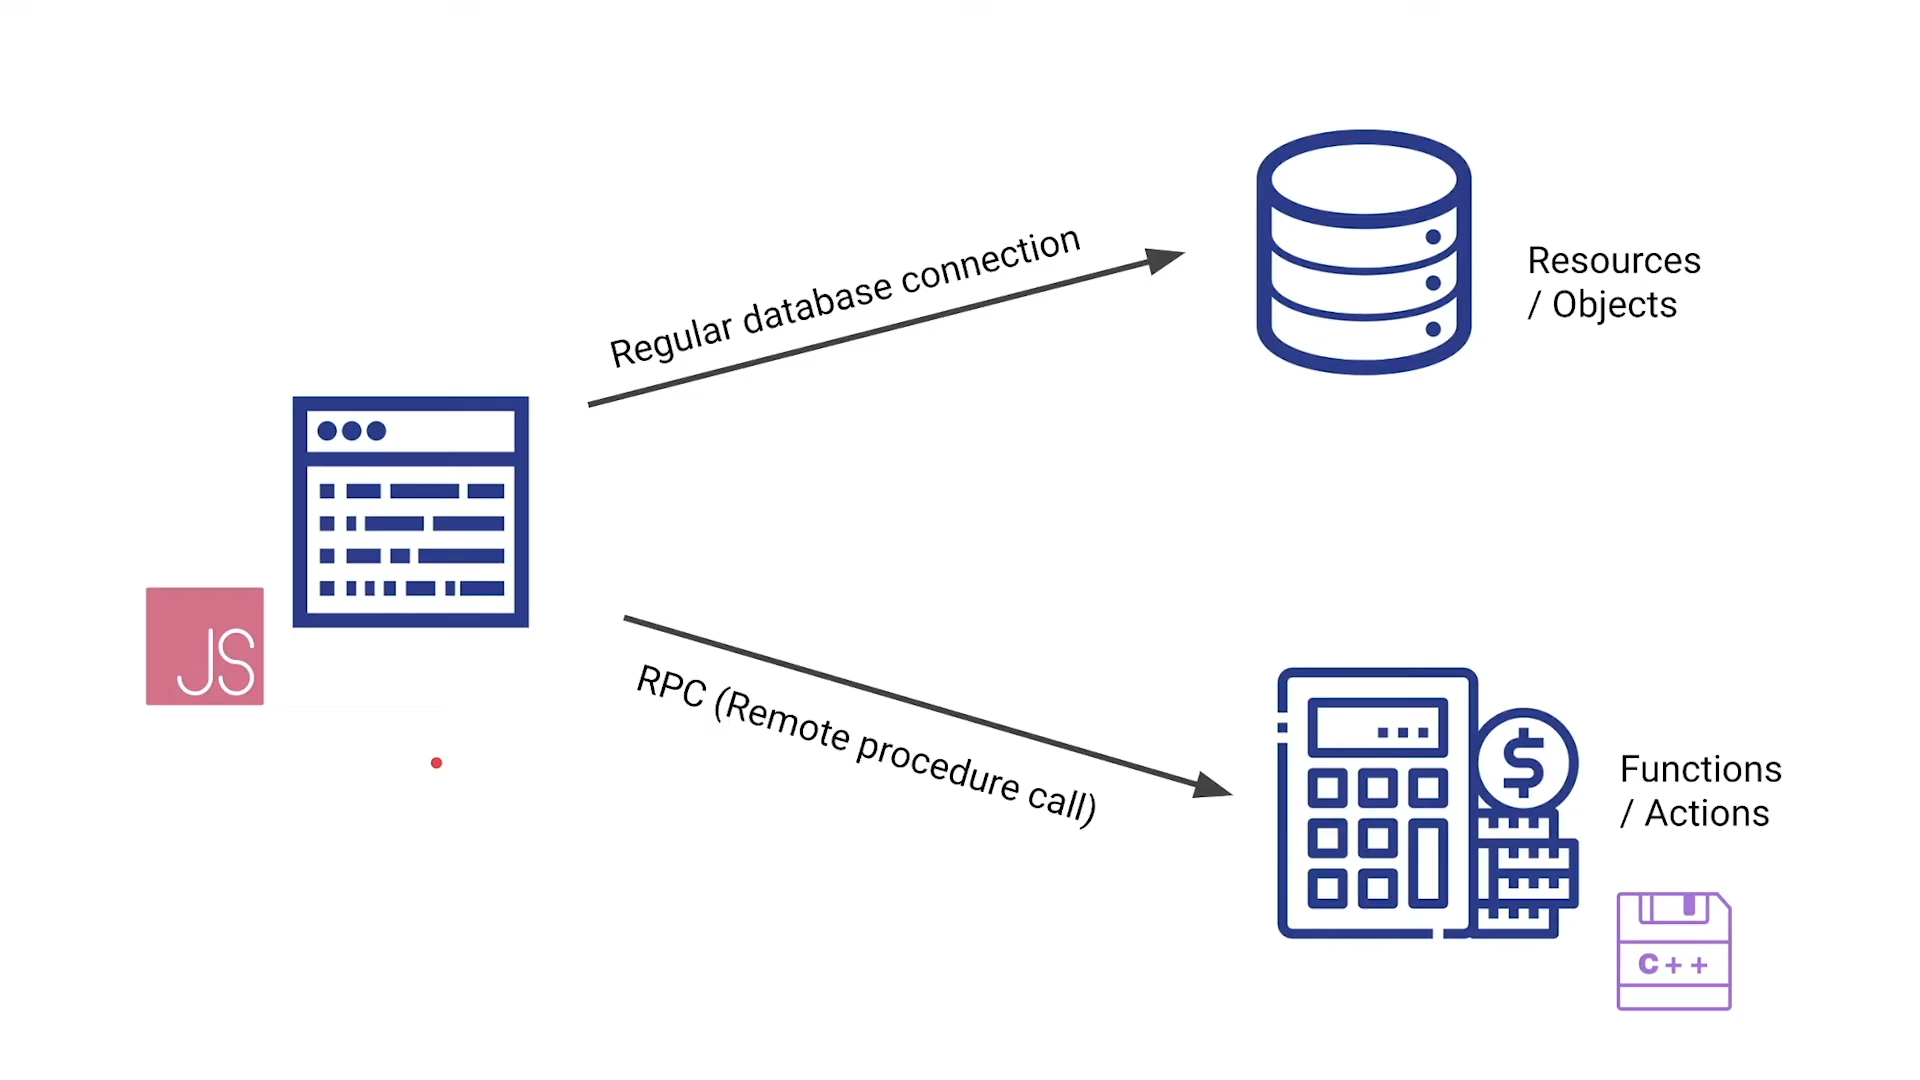 Regular database connection
Resources
/ Objects
JS
RPC (Remote procedure call)
$
Functions
/ Actions
C++